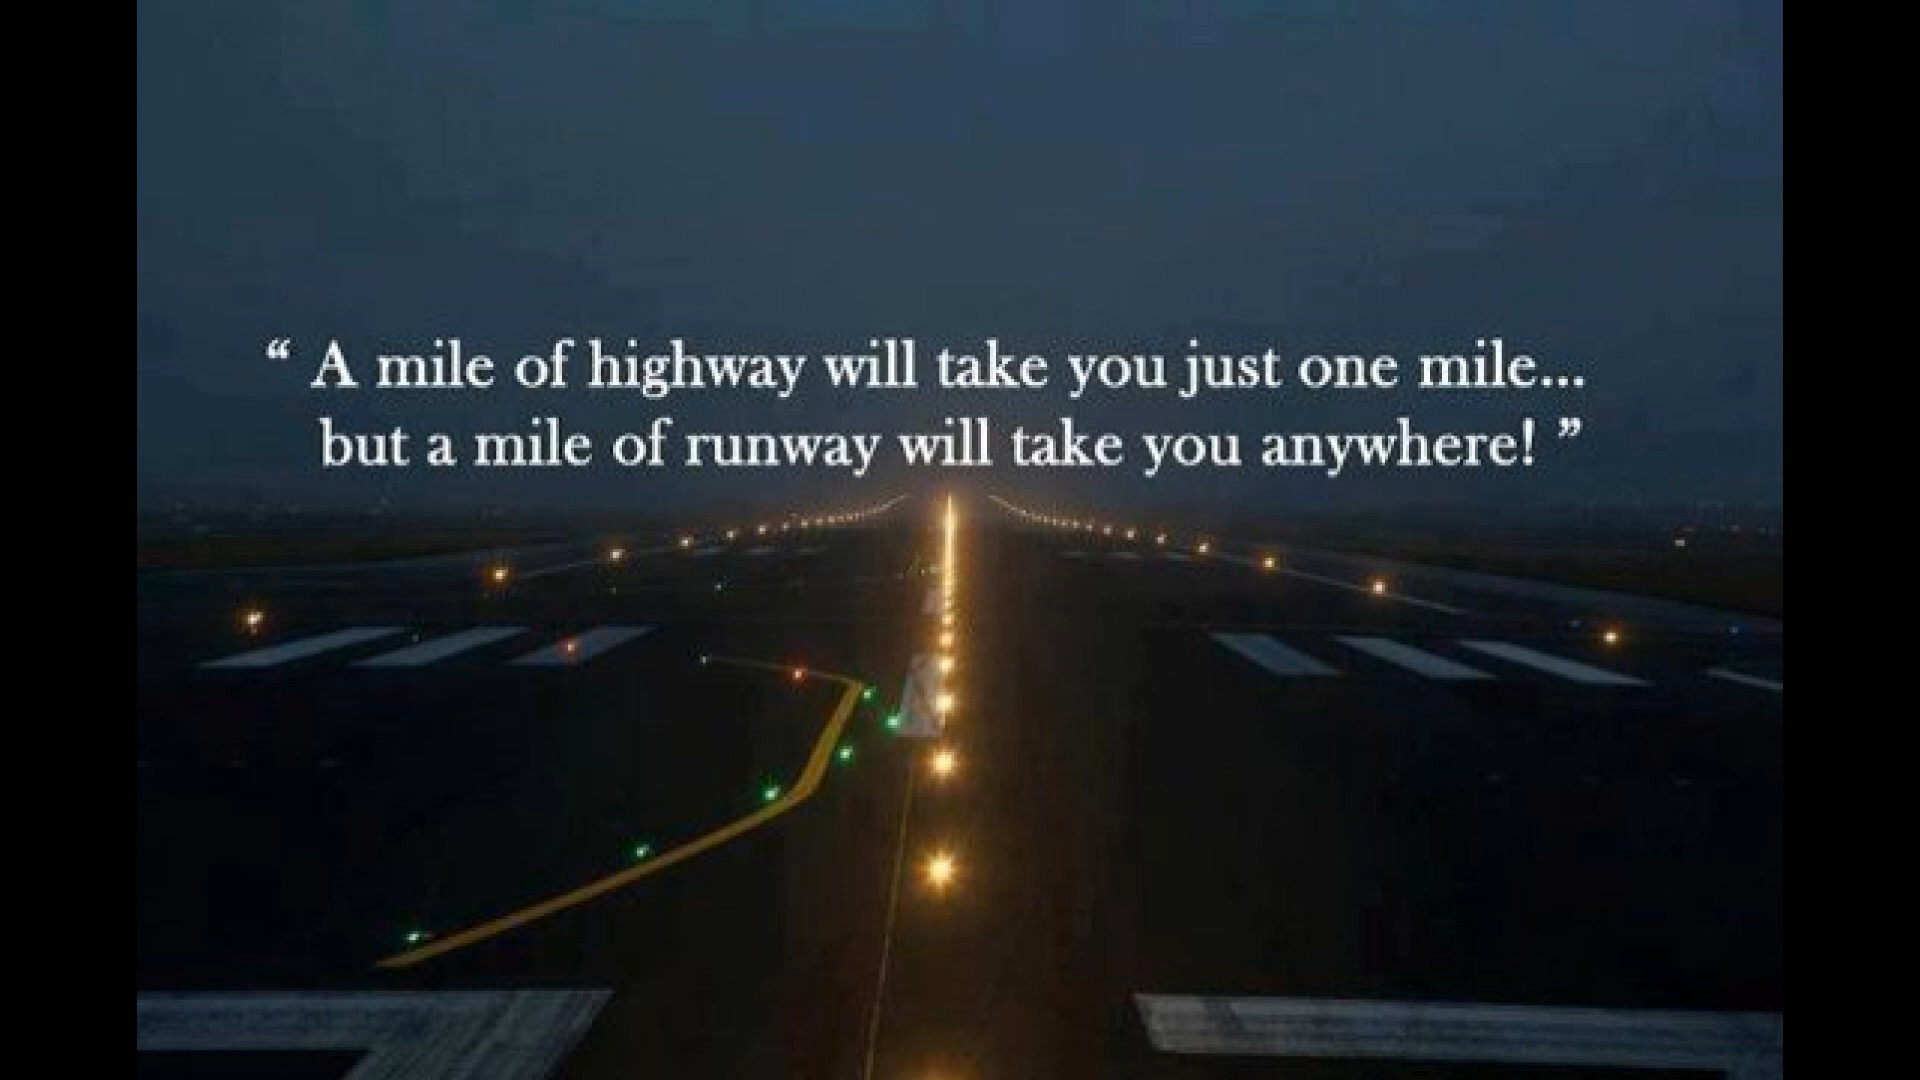 “ A mile of highway will take you just one mile...
but a mile of runway will take you anywhere! ”